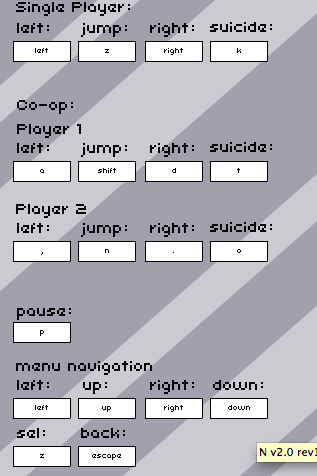 Single Player:
left: jump: right: suicide:
left z right k
Co-op:
Player 1
left: jump: right: suicide:
a shift d t
Player 2
left: jump: right: suicide:
, n . o
pause:
p
menu navigation
left: up: right: down:
left up right down
sel: back:
z escape
N v2.0 rev1